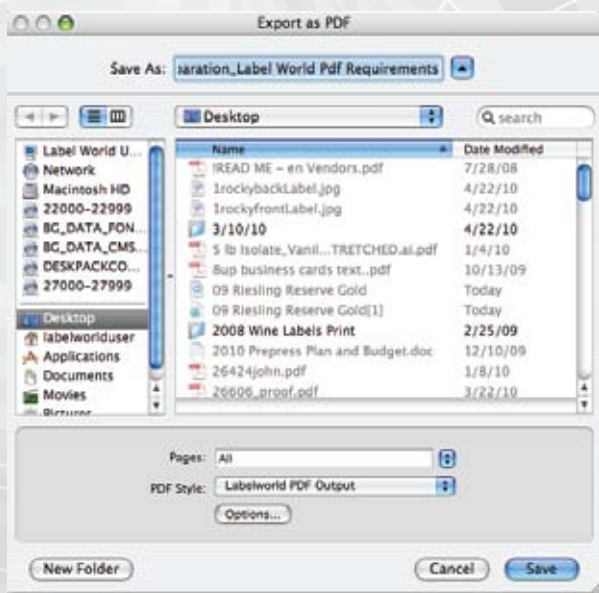 Export as PDF
Save As: paration_Label World Pdf Requirements
Desktop
search
Label World U...
Network
Macintosh HD
22000-22999
BG_DATA_FON...
BG_DATA_CMS...
DESKPACKCO...
27000-27999
Desktop
labelworlduser
Applications
Documents
Movies
Pictures
Name Date Modified
!READ ME – en Vendors.pdf 7/28/08
1rockybackLabel.jpg 4/22/10
1rockyfrontLabel.jpg 4/22/10
3/10/10 4/22/10
5 lb Isolate_Vanil...TRETCHED.ai.pdf 1/4/10
8up business cards text..pdf 10/13/09
09 Riesling Reserve Gold Today
09 Riesling Reserve Gold[1] Today
2008 Wine Labels Print 2/25/09
2010 Prepress Plan and Budget.doc 12/10/09
26424john.pdf 1/8/10
26606_proof.pdf 3/22/10
Pages: All
PDF Style: Labelworld PDF Output
Options...
New Folder Cancel Save